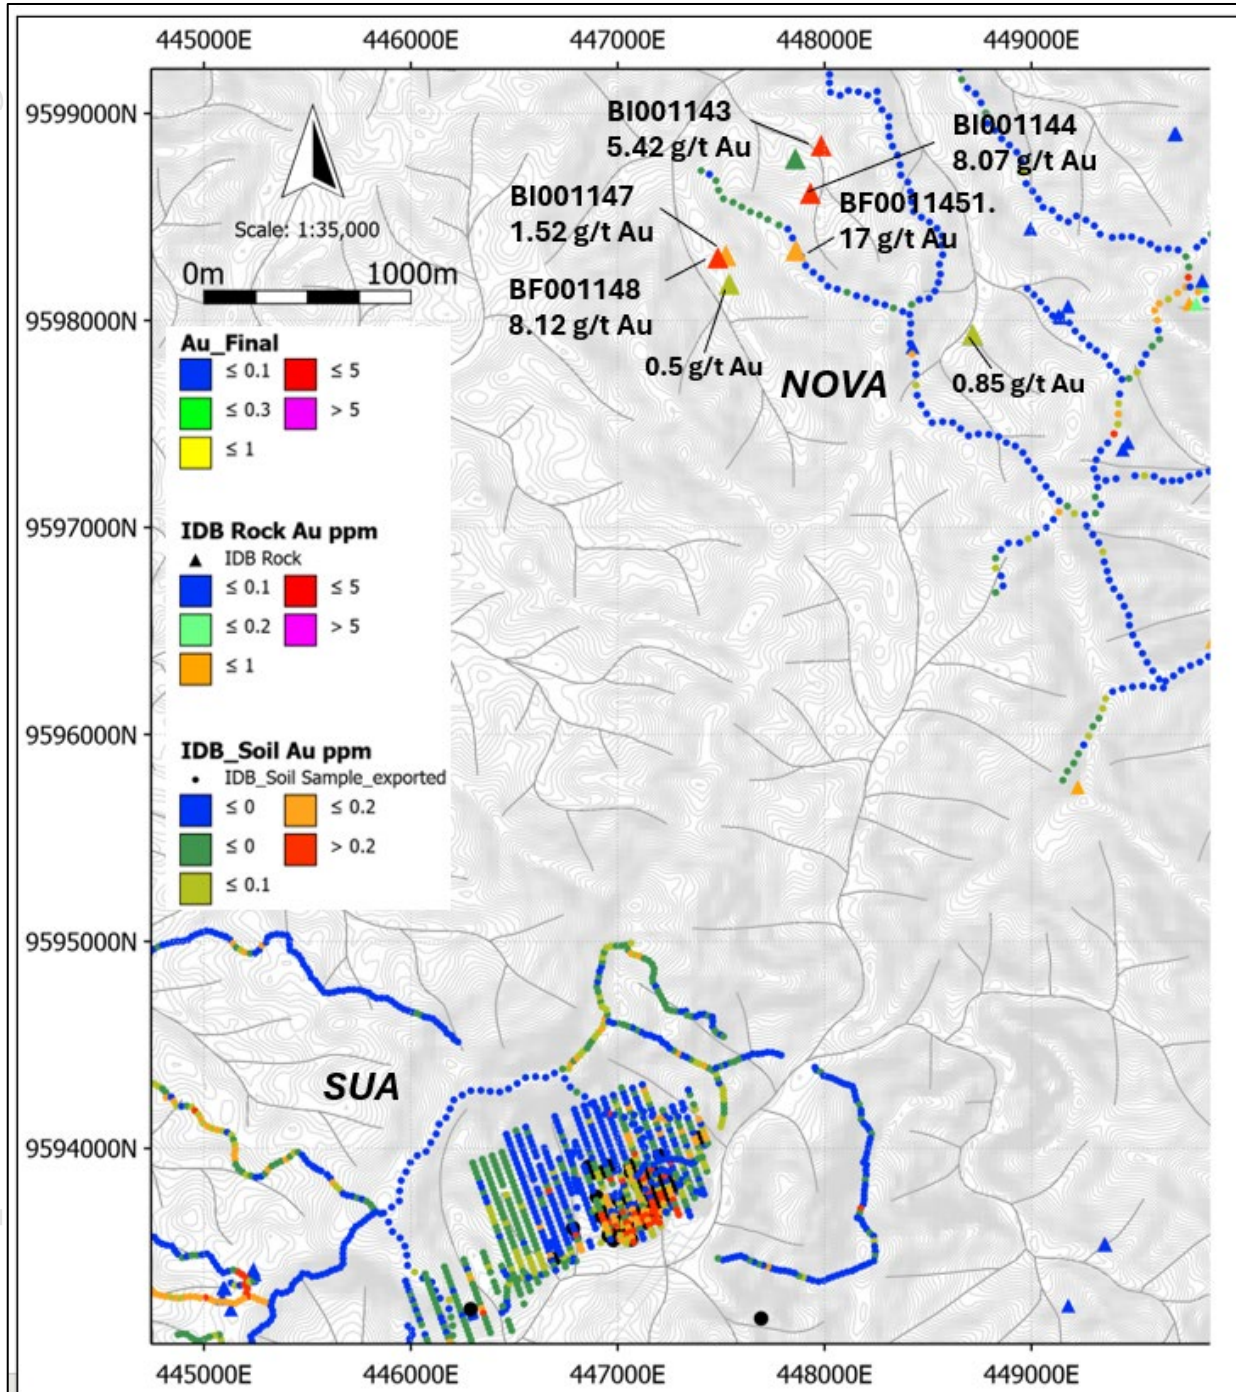 445000E 446000E 447000E 448000E 449000E
9599000N
9598000N
9597000N
9596000N
9595000N
9594000N
Scale: 1:35,000
0m 1000m
BI001143
5.42 g/t Au
BI001144
8.07 g/t Au
BI001147
1.52 g/t Au
BF0011451.
17 g/t Au
BF001148
8.12 g/t Au
0.5 g/t Au
NOVA
0.85 g/t Au
Au_Final
≤ 0.1 ≤ 5
≤ 0.3 > 5
≤ 1
IDB Rock Au ppm
IDB Rock
≤ 0.1 ≤ 5
≤ 0.2 > 5
≤ 1
IDB_Soil Au ppm
IDB_Soil Sample_exported
≤ 0 ≤ 0.2
≤ 0 > 0.2
≤ 0.1
SUA
445000E 446000E 447000E 448000E 449000E